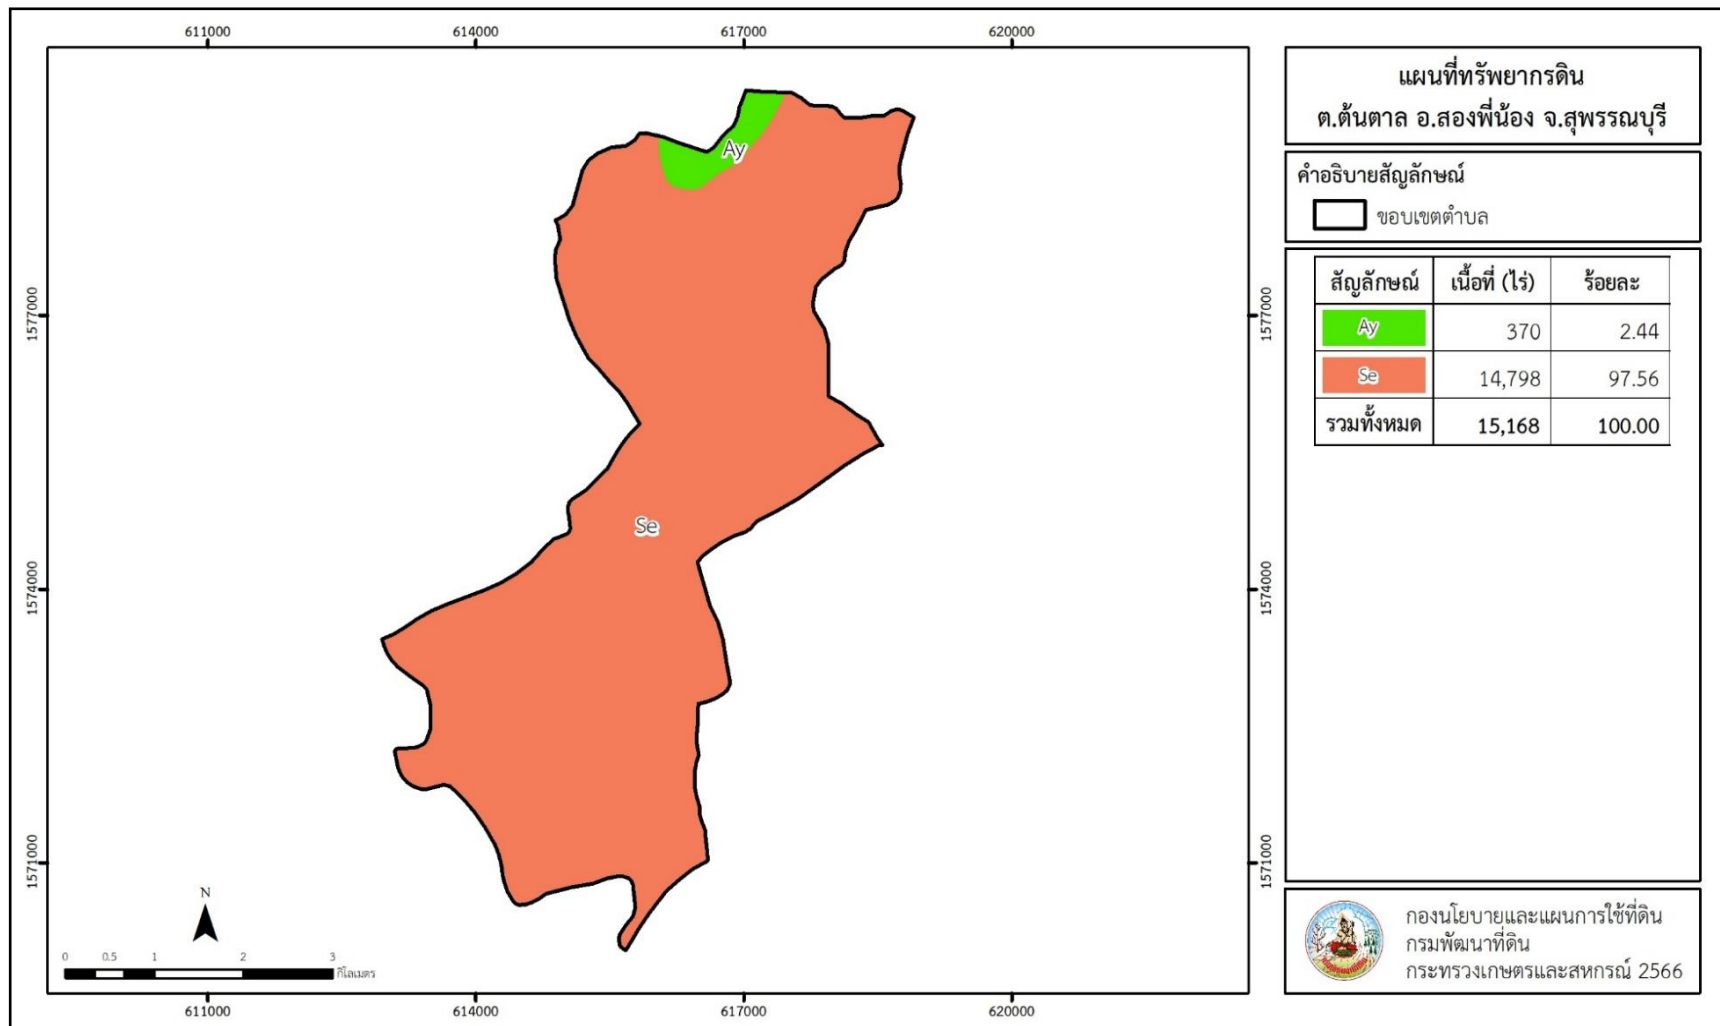 611000 614000 617000 620000
แผนที่ทรัพยากรดิน
ต.ต้นตาล อ.สองพี่น้อง จ.สุพรรณบุรี
คำอธิบายสัญลักษณ์
ขอบเขตตำบล
สัญลักษณ์ เนื้อที่ (ไร่) ร้อยละ
Ay 370 2.44
Se 14,798 97.56
รวมทั้งหมด 15,168 100.00
Ay
Se
1577000 1577000
1574000 1574000
1571000 1571000
N
0 0.5 1 2 3
กิโลเมตร
611000 614000 617000 620000
กองนโยบายและแผนการใช้ที่ดิน
กรมพัฒนาที่ดิน
กระทรวงเกษตรและสหกรณ์ 2566